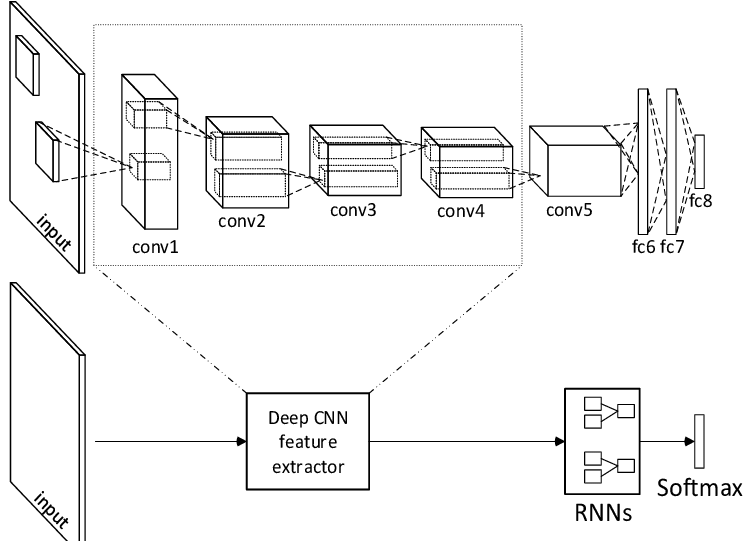 input
conv1
conv2
conv3
conv4
conv5
fc6
fc7
fc8
input
Deep CNN
feature
extractor
RNNs
Softmax